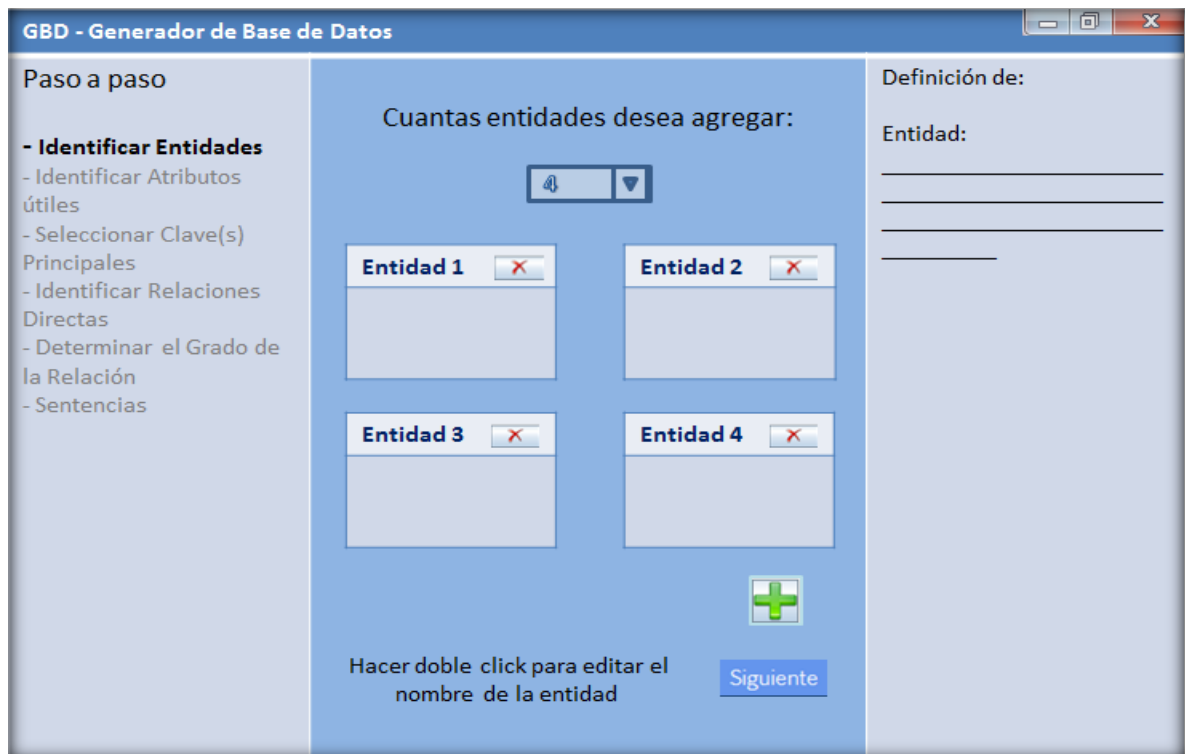 GBD - Generador de Base de Datos
Paso a paso
- Identificar Entidades
- Identificar Atributos
útiles
- Seleccionar Clave(s)
Principales
- Identificar Relaciones
Directas
- Determinar el Grado de
la Relación
- Sentencias
Cuantas entidades desea agregar:
4
Entidad 1
Entidad 2
Entidad 3
Entidad 4
Hacer doble click para editar el
nombre de la entidad
Siguiente
Definición de:
Entidad: